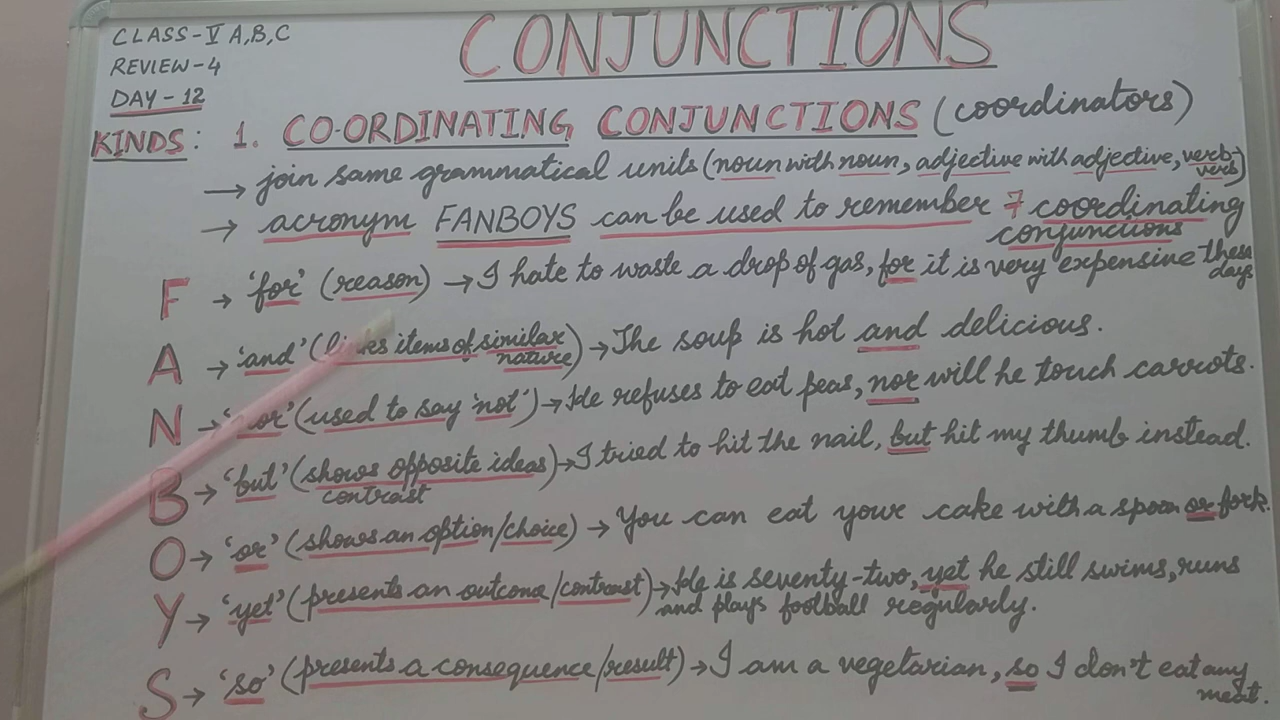 CONJUNCTIONS
CLASS-V A,B,C
REVIEW-4
DAY-12
KINDS: 1. CO-ORDINATING CONJUNCTIONS (coordinators)
→ join same grammatical units (noun with noun, adjective with adjective, verb-verb)
→ acronym FANBOYS can be used to remember 7 coordinating conjunctions
F → 'for' (reason) → I hate to waste a drop of gas, for it is very expensive these days
A → 'and' (links items of similar nature) → The soup is hot and delicious.
N → (used to say 'not') → He refuses to eat peas, nor will he touch carrots.
B → 'but' (shows opposite ideas) → I tried to hit the nail, but hit my thumb instead.
contrast
O → 'or' (shows an option/choice) → You can eat your cake with a spoon or fork.
Y → 'yet' (presents an outcome/contrast) → He is seventy-two, yet he still swims, runs
and plays football regularly.
S → 'so' (presents a consequence/result) → I am a vegetarian, so I don't eat any meat.